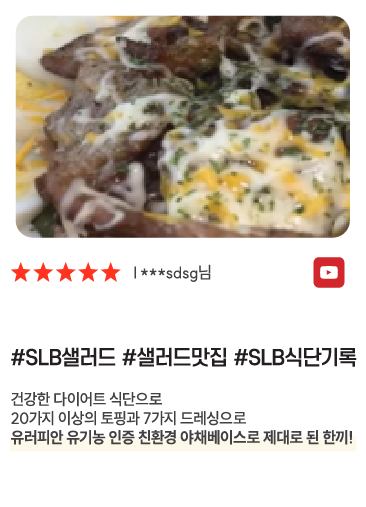 l***sdsg님
#SLB샐러드 #샐러드맛집 #SLB식단기록
건강한 다이어트 식단으로
20가지 이상의 토핑과 7가지 드레싱으로
유러피안 유기농 인증 친환경 야채베이스로 제대로 된 한끼!